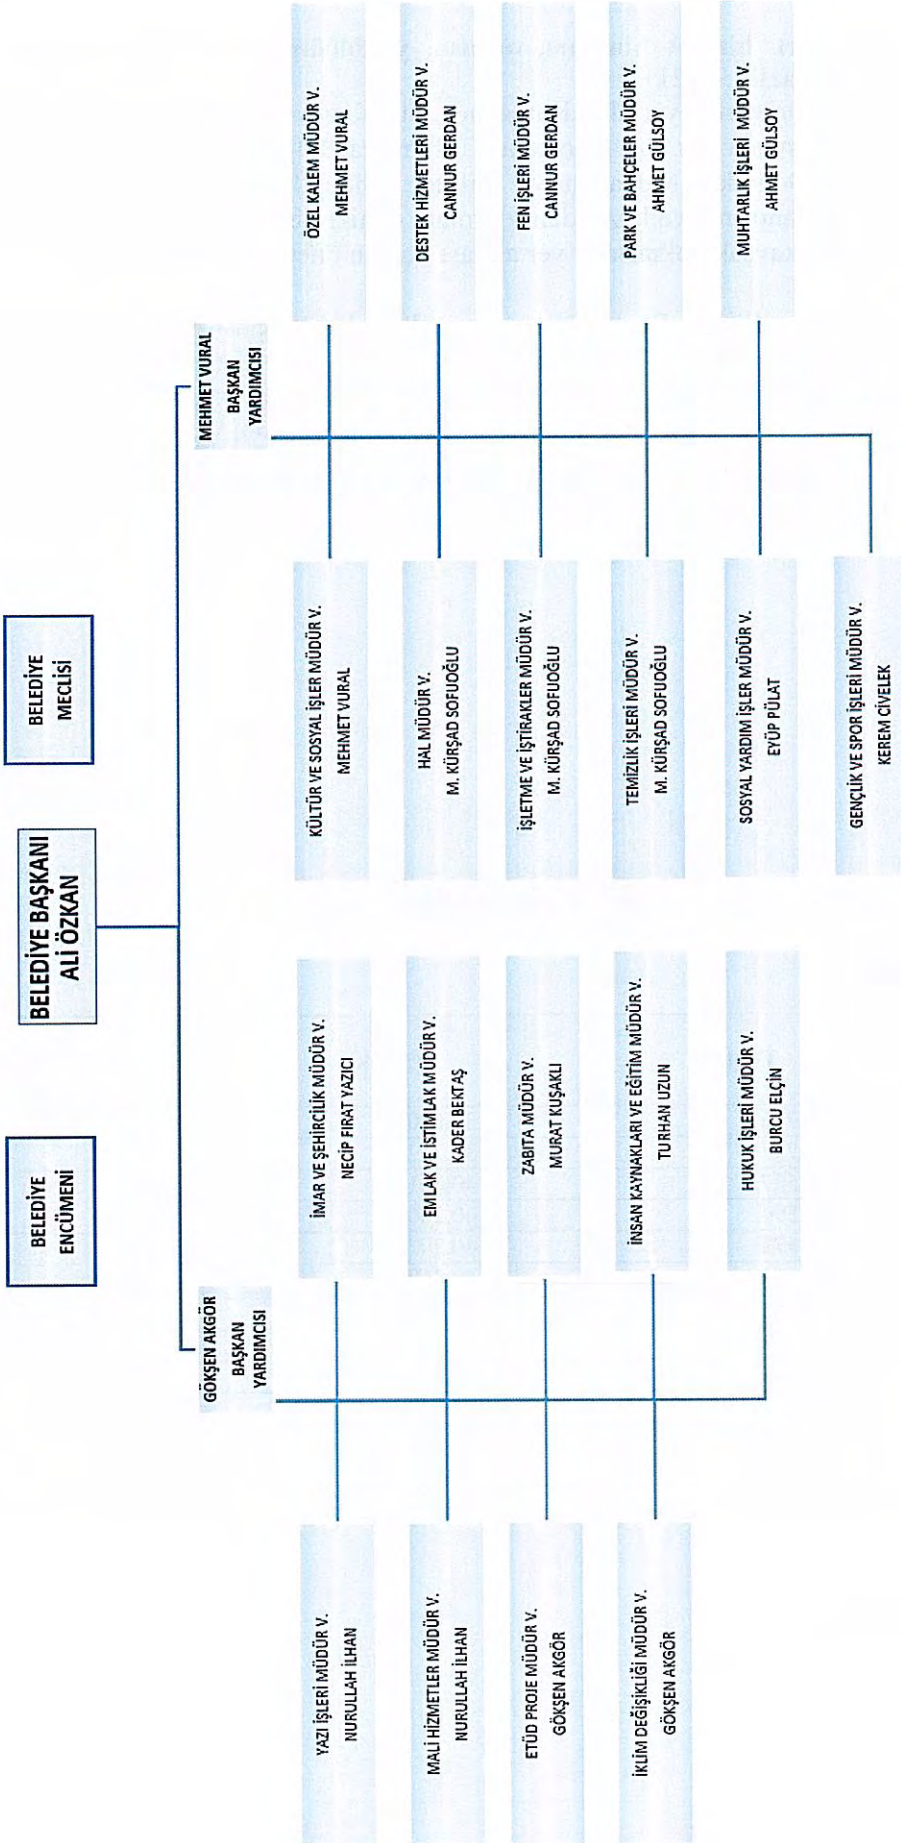 BELEDİYE
ENCÜMENİ
BELEDİYE BAŞKANI
ALİ ÖZKAN
BELEDİYE
MECLİSİ
GÖKŞEN AKGÖR
BAŞKAN
YARDIMCISI
MEHMET VURAL
BAŞKAN
YARDIMCISI
YAZI İŞLERİ MÜDÜR V.
NURULLAH İLHAN
MALİ HİZMETLER MÜDÜR V.
NURULLAH İLHAN
ETÜD PROJE MÜDÜR V.
GÖKŞEN AKGÖR
İKLİM DEĞİŞİKLİĞİ MÜDÜR V.
GÖKŞEN AKGÖR
İMAR VE ŞEHİRCİLİK MÜDÜR V.
NECİP FIRAT YAZICI
EMLAK VE İSTİMLAK MÜDÜR V.
KADER BEKTAŞ
ZABITA MÜDÜR V.
MURAT KUŞAKLI
İNSAN KAYNAKLARI VE EĞİTİM MÜDÜR V.
TURHAN UZUN
HUKUK İŞLERİ MÜDÜR V.
BURCU ELÇİN
KÜLTÜR VE SOSYAL İŞLER MÜDÜR V.
MEHMET VURAL
HAL MÜDÜR V.
M. KÜRŞAD SOFUOĞLU
İŞLETME VE İŞTİRAKLER MÜDÜR V.
M. KÜRŞAD SOFUOĞLU
TEMİZLİK İŞLERİ MÜDÜR V.
M. KÜRŞAD SOFUOĞLU
SOSYAL YARDIM İŞLER MÜDÜR V.
EYÜP PÜLAT
GENÇLİK VE SPOR İŞLERİ MÜDÜR V.
KEREM CİVELEK
ÖZEL KALEM MÜDÜR V.
MEHMET VURAL
DESTEK HİZMETLERİ MÜDÜR V.
CANNUR GERDAN
FEN İŞLERİ MÜDÜR V.
CANNUR GERDAN
PARK VE BAHÇELER MÜDÜR V.
AHMET GÜLSOY
MUHTARLIK İŞLERİ MÜDÜR V.
AHMET GÜLSOY